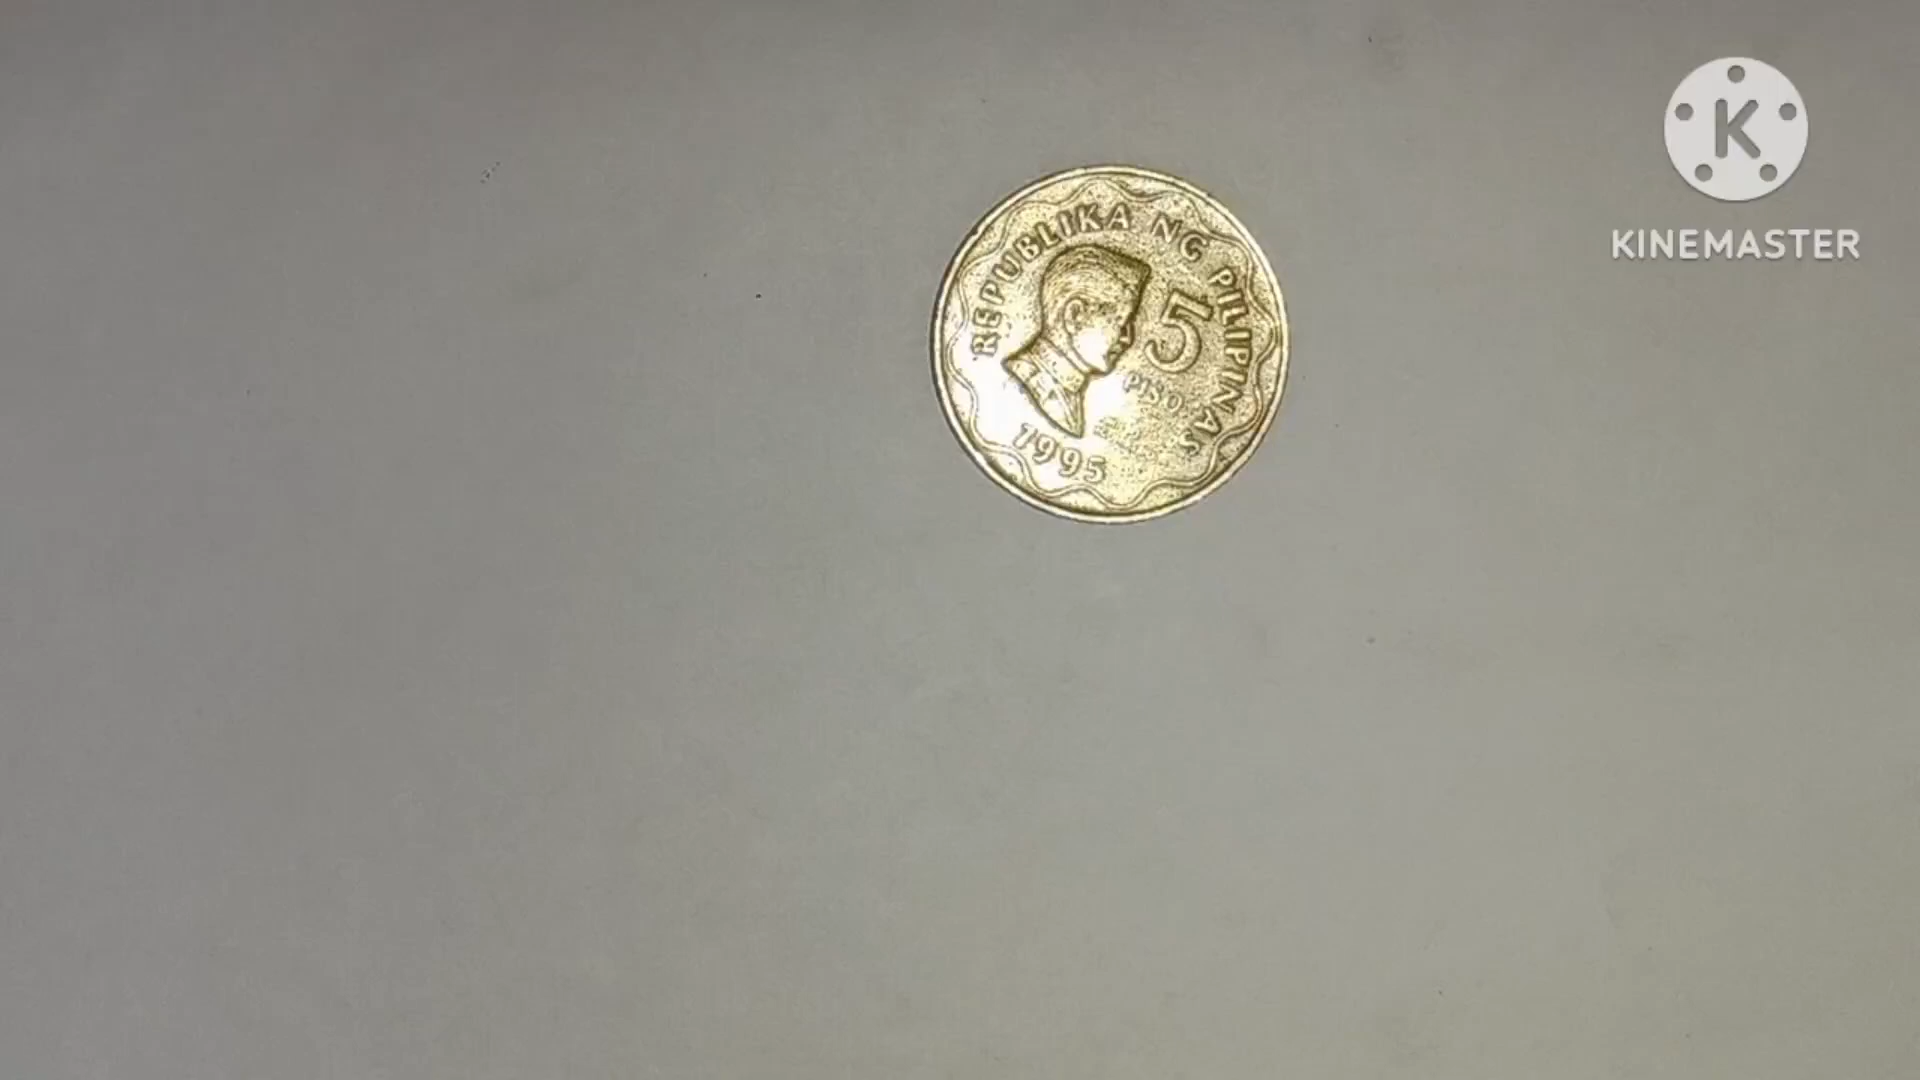 REPUBLIKA NG PILIPINAS
5
PISO
1995
K
KINEMASTER